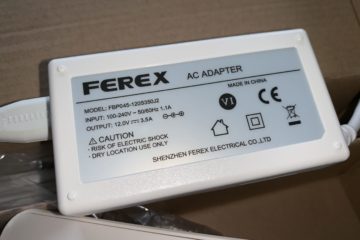 FEREX AC ADAPTER
MODEL: FBP045-1205350J2
INPUT: 100-240V~ 50/60Hz 1.1A
OUTPUT: 12.0V⎓ 3.5A
MADE IN CHINA
VI
CE
⚠ CAUTION
- RISK OF ELECTRIC SHOCK
- DRY LOCATION USE ONLY
SHENZHEN FEREX ELECTRICAL CO.,LTD